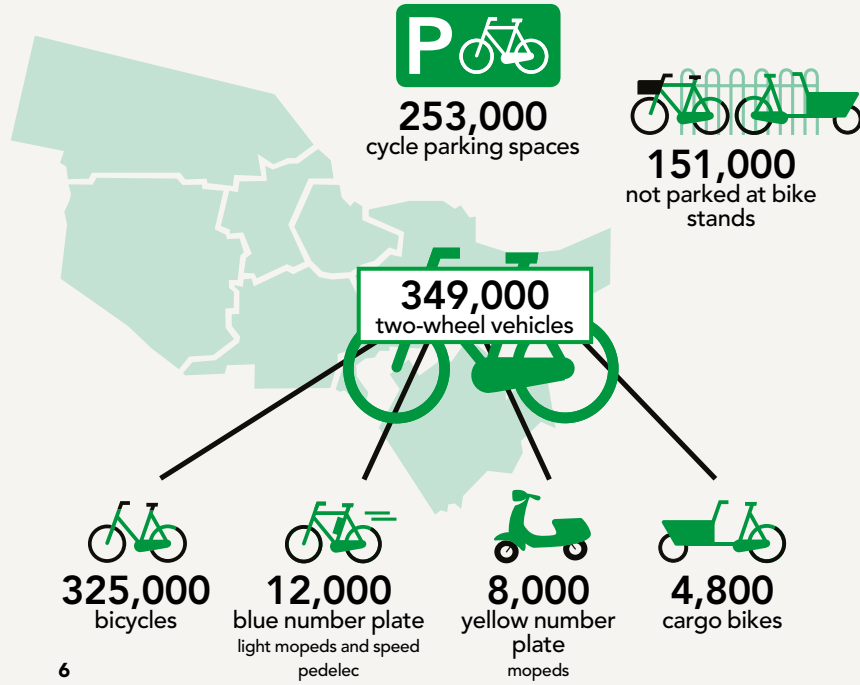 P
253,000
cycle parking spaces
151,000
not parked at bike
stands
349,000
two-wheel vehicles
325,000
bicycles
12,000
blue number plate
light mopeds and speed
pedelec
8,000
yellow number
plate
mopeds
4,800
cargo bikes
6